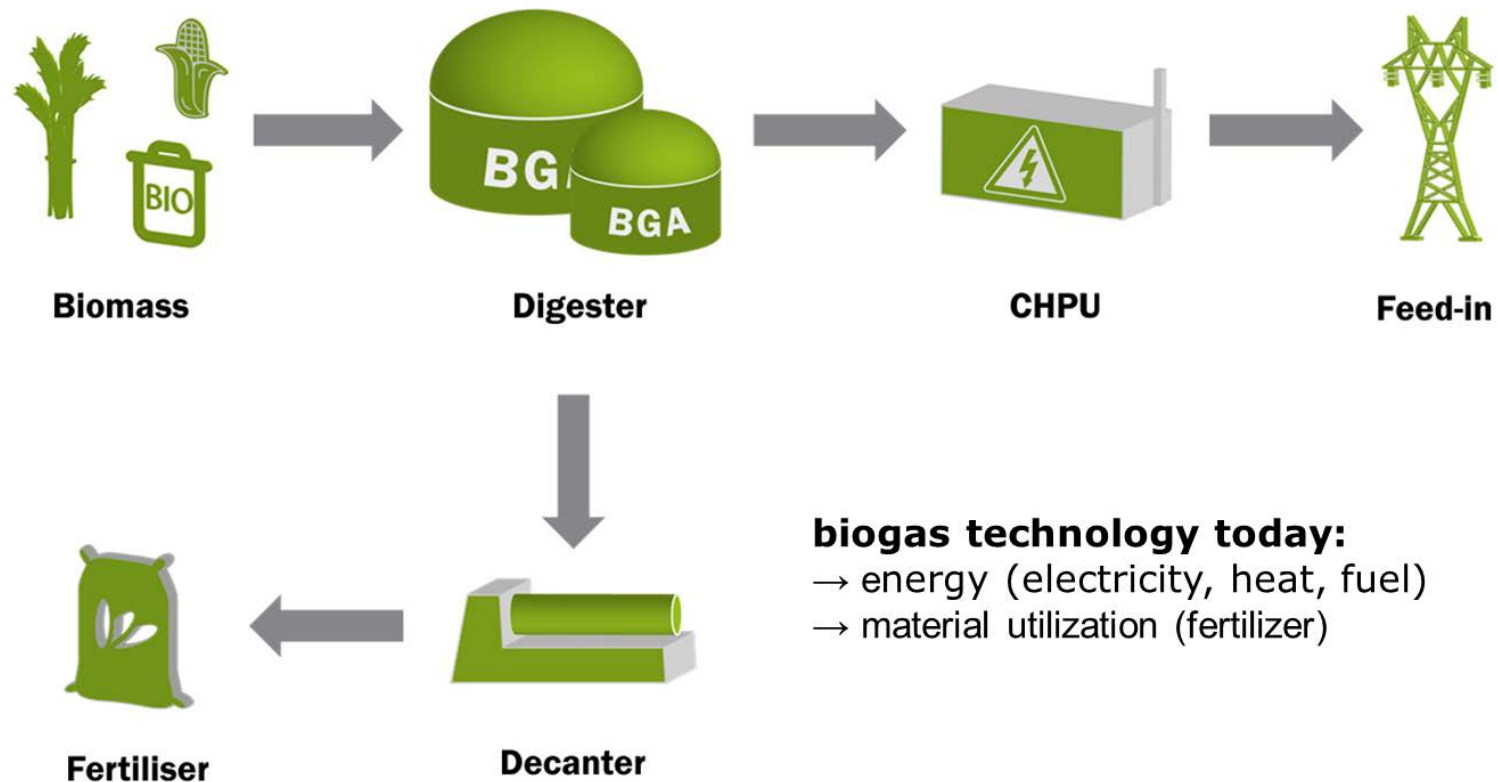 BIO
BG
BGA
Biomass
Digester
CHPU
Feed-in
biogas technology today:
→ energy (electricity, heat, fuel)
→ material utilization (fertilizer)
Fertiliser
Decanter